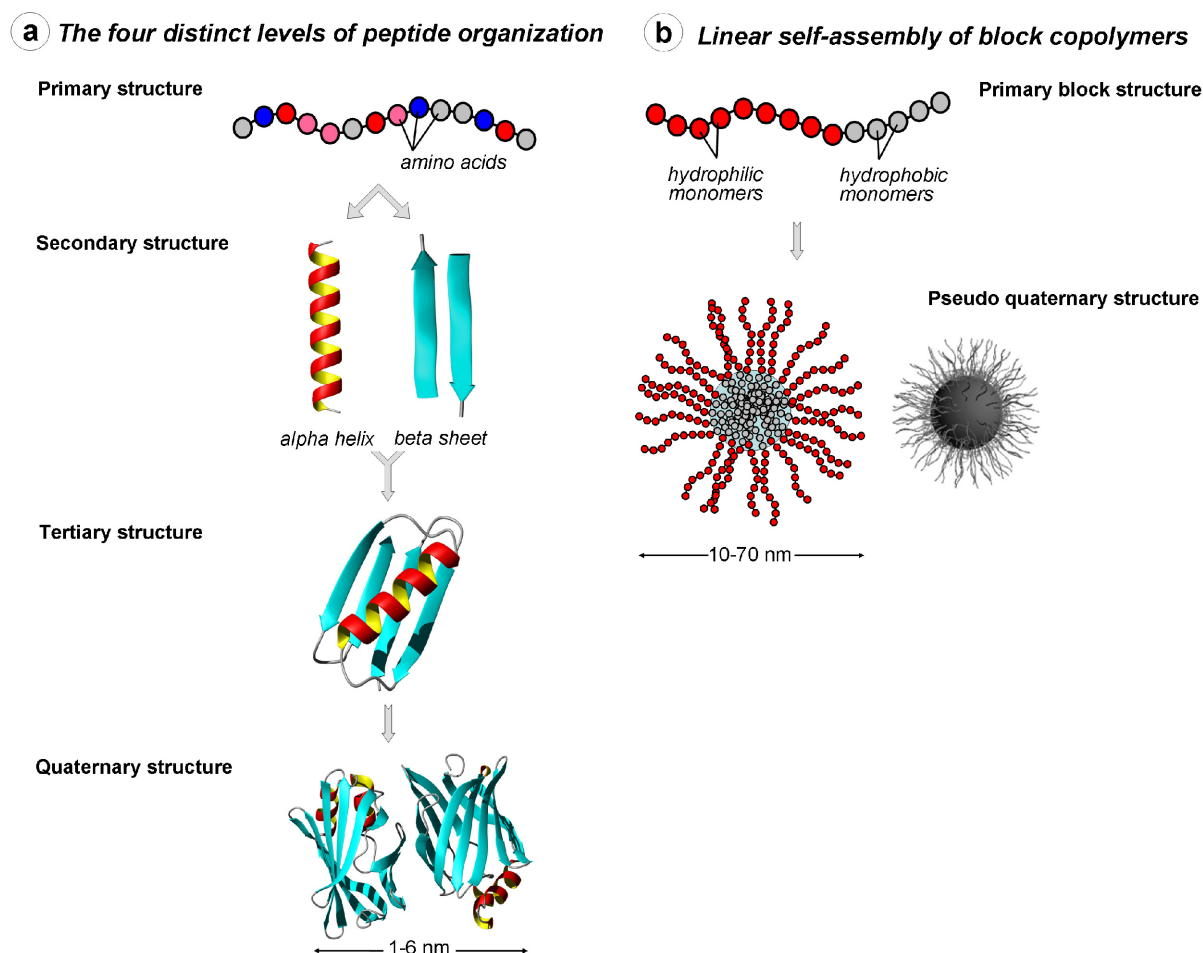 a The four distinct levels of peptide organization
Primary structure
amino acids
Secondary structure
alpha helix beta sheet
Tertiary structure
Quaternary structure
1-6 nm
b Linear self-assembly of block copolymers
Primary block structure
hydrophilic
monomers
hydrophobic
monomers
Pseudo quaternary structure
10-70 nm